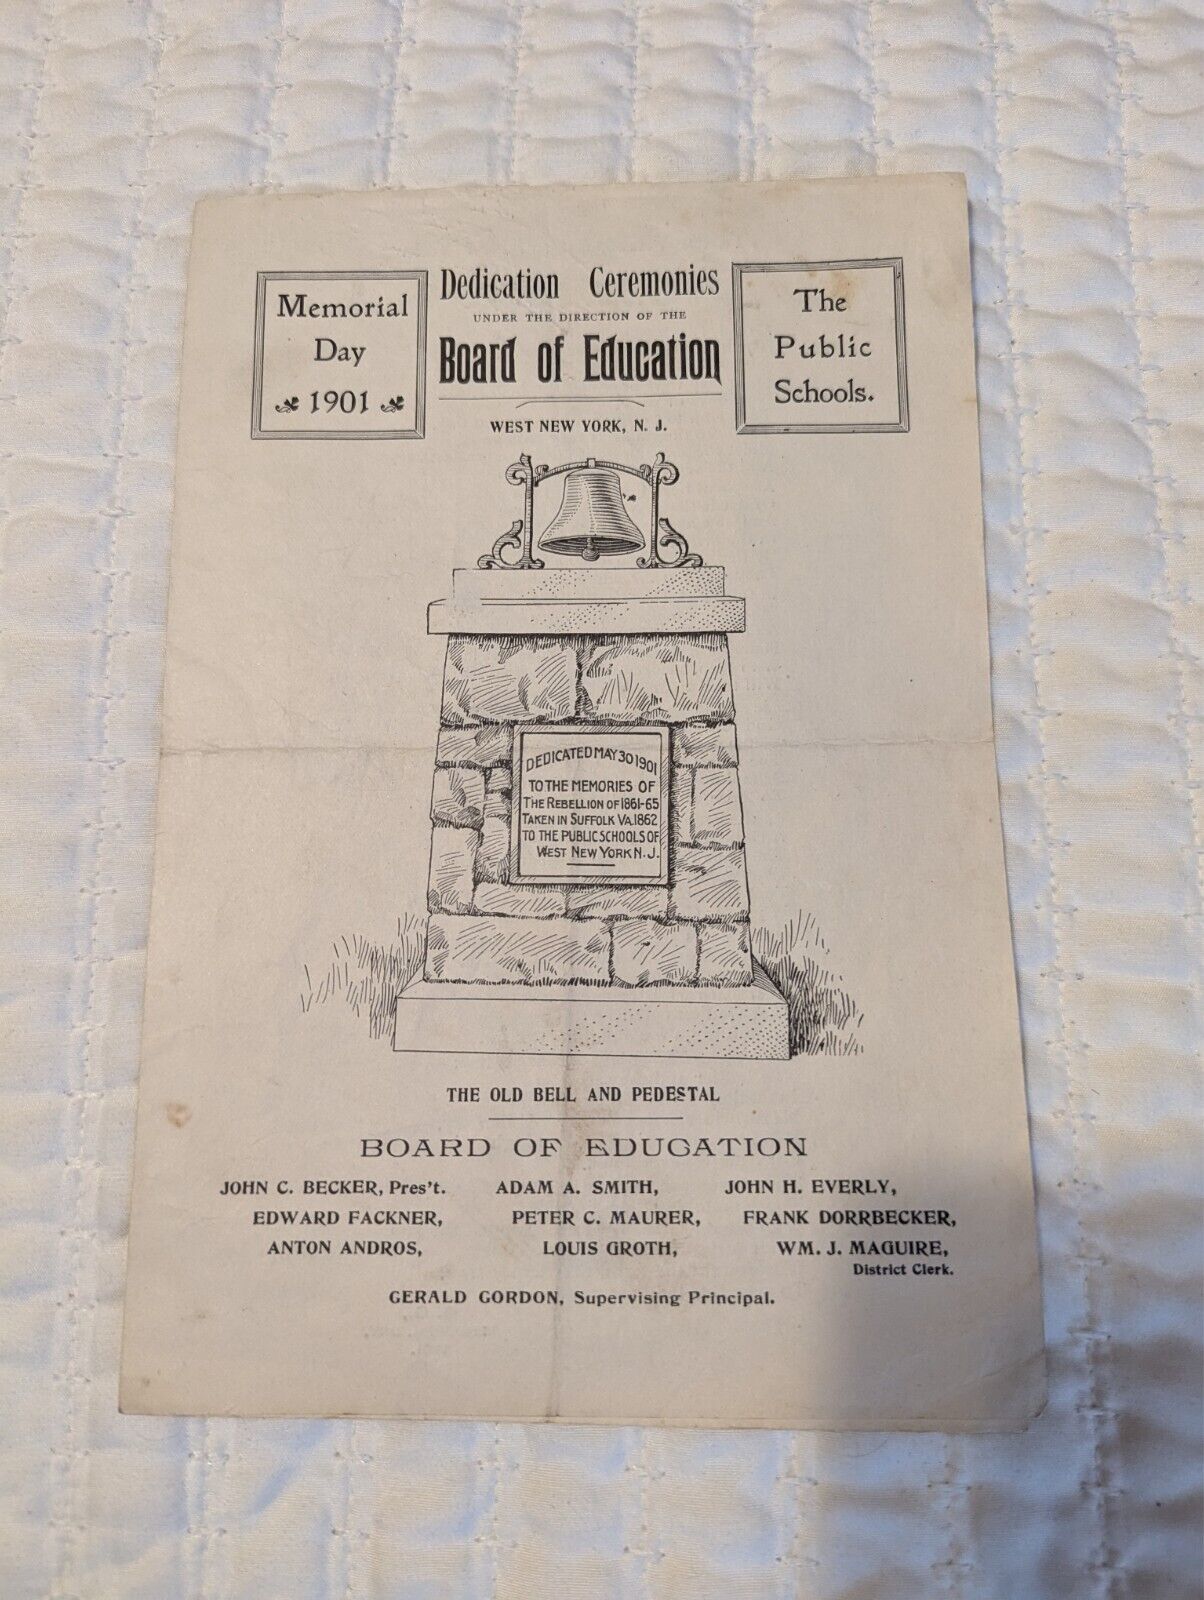 Memorial
Day
1901
Dedication Ceremonies
UNDER THE DIRECTION OF THE
Board of Education
WEST NEW YORK, N. J.
The
Public
Schools.
DEDICATED MAY 30 1901
TO THE MEMORIES OF
THE REBELLION OF 1861-65
TAKEN IN SUFFOLK VA. 1862
TO THE PUBLIC SCHOOLS OF
WEST NEW YORK N. J.
THE OLD BELL AND PEDESTAL
BOARD OF EDUCATION
JOHN C. BECKER, Pres't. ADAM A. SMITH, JOHN H. EVERLY,
EDWARD FACKNER, PETER C. MAURER, FRANK DORRBECKER,
ANTON ANDROS, LOUIS GROTH, WM. J. MAGUIRE,
District Clerk.
GERALD GORDON, Supervising Principal.